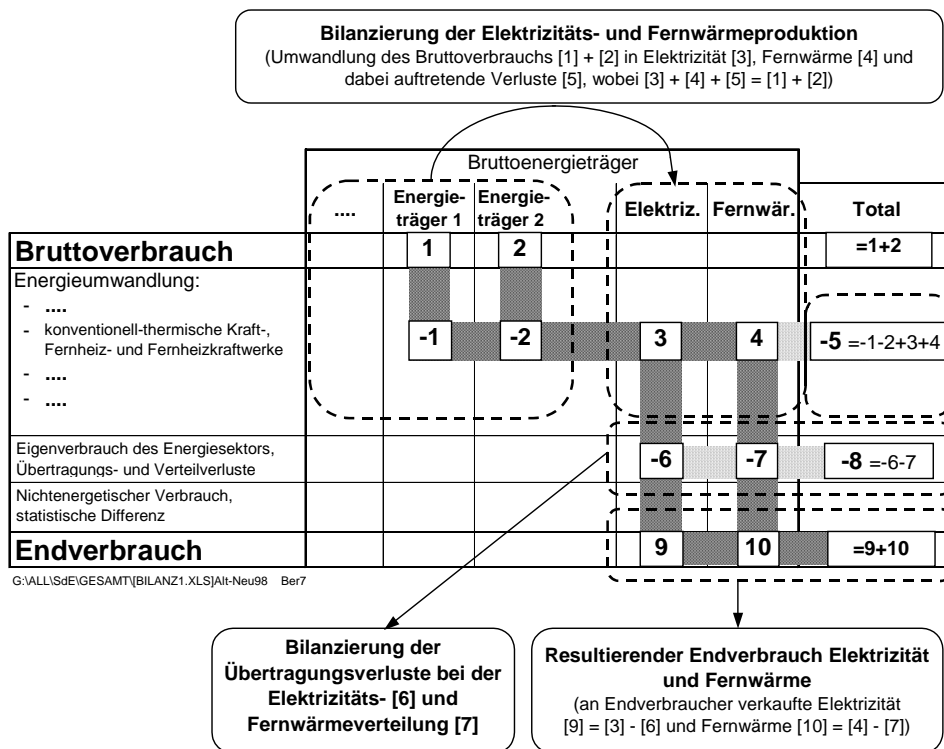 Bilanzierung der Elektrizitäts- und Fernwärmeproduktion
(Umwandlung des Bruttoverbrauchs [1] + [2] in Elektrizität [3], Fernwärme [4] und
dabei auftretende Verluste [5], wobei [3] + [4] + [5] = [1] + [2])
Bruttoenergieträger
.... Energie-träger 1 Energie-träger 2 Elektriz. Fernwär. Total
Bruttoverbrauch 1 2 =1+2
Energieumwandlung:
- ....
- konventionell-thermische Kraft-,
Fernheiz- und Fernheizkraftwerke
-1 -2 3 4 -5 =-1-2+3+4
- ....
- ....
Eigenverbrauch des Energiesektors,
Übertragungs- und Verteilverluste
-6 -7 -8 =-6-7
Nichtenergetischer Verbrauch,
statistische Differenz
Endverbrauch 9 10 =9+10
G:\ALL\SdE\GESAMT\[BILANZ1.XLS]Alt-Neu98 Ber7
Bilanzierung der
Übertragungsverluste bei der
Elektrizitäts- [6] und
Fernwärmeverteilung [7]
Resultierender Endverbrauch Elektrizität
und Fernwärme
(an Endverbraucher verkaufte Elektrizität
[9] = [3] - [6] und Fernwärme [10] = [4] - [7])